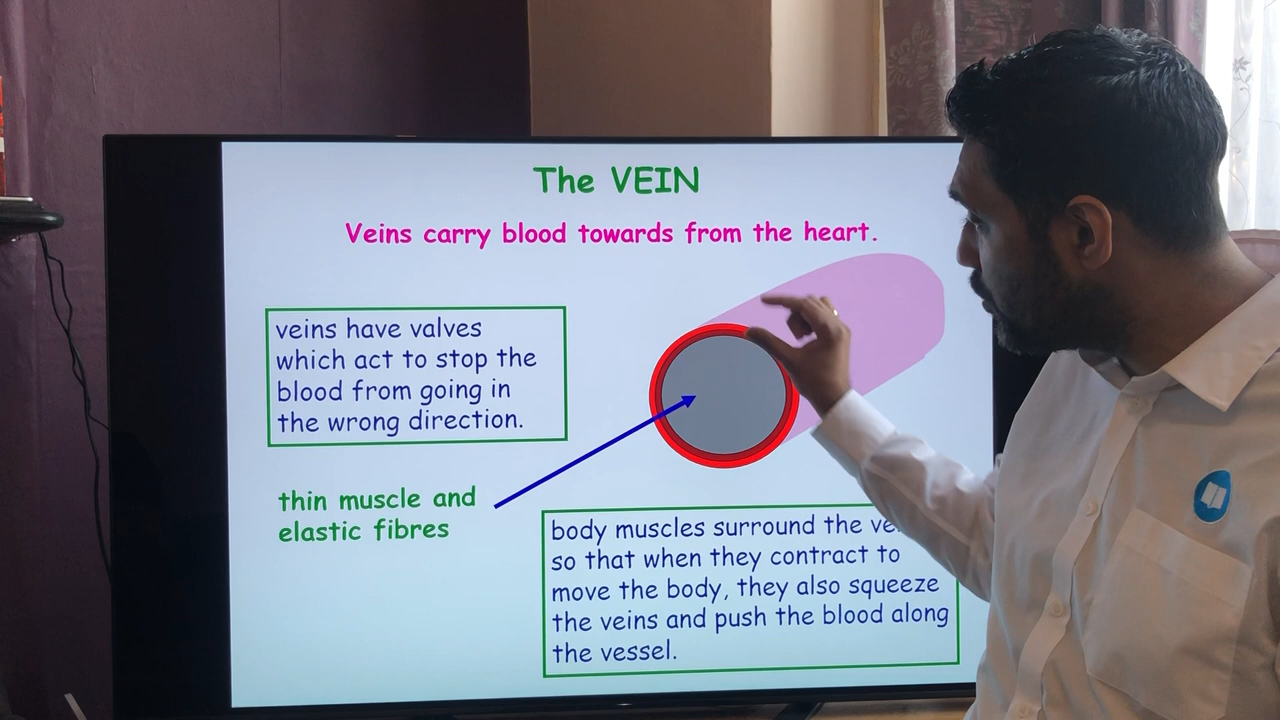 The VEIN
Veins carry blood towards from the heart.
veins have valves
which act to stop the
blood from going in
the wrong direction.
thin muscle and
elastic fibres
body muscles surround the
so that when they contract to
move the body, they also squeeze
the veins and push the blood along
the vessel.